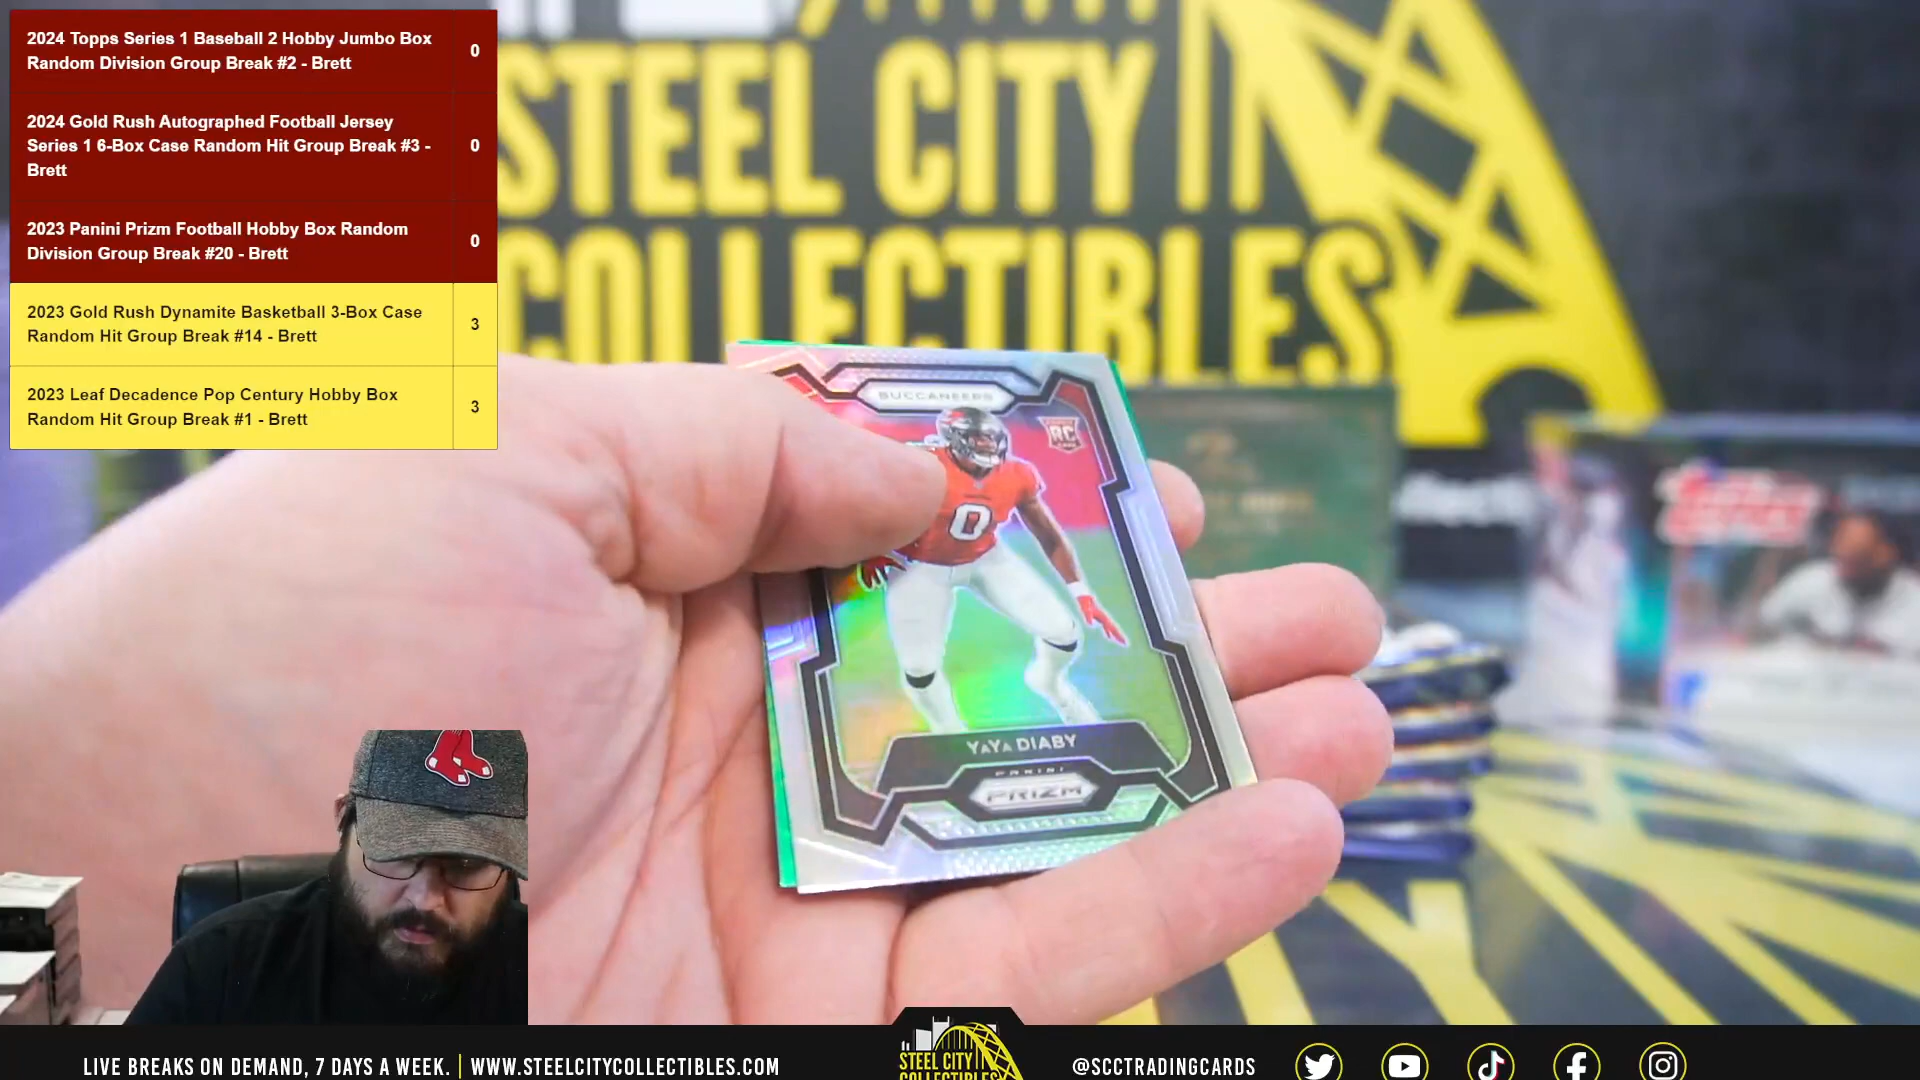 2024 Topps Series 1 Baseball 2 Hobby Jumbo Box
Random Division Group Break #2 - Brett
0
2024 Gold Rush Autographed Football Jersey
Series 1 6-Box Case Random Hit Group Break #3 -
Brett
0
2023 Panini Prizm Football Hobby Box Random
Division Group Break #20 - Brett
0
2023 Gold Rush Dynamite Basketball 3-Box Case
Random Hit Group Break #14 - Brett
3
2023 Leaf Decadence Pop Century Hobby Box
Random Hit Group Break #1 - Brett
3
STEEL CITY
COLLECTIBLES
BUCCANEERS
RC
0
YAYA DIABY
PANINI
PRIZM
LIVE BREAKS ON DEMAND, 7 DAYS A WEEK. | WWW.STEELCITYCOLLECTIBLES.COM
STEEL CITY
COLLECTIBLES
@SCCTRADINGCARDS